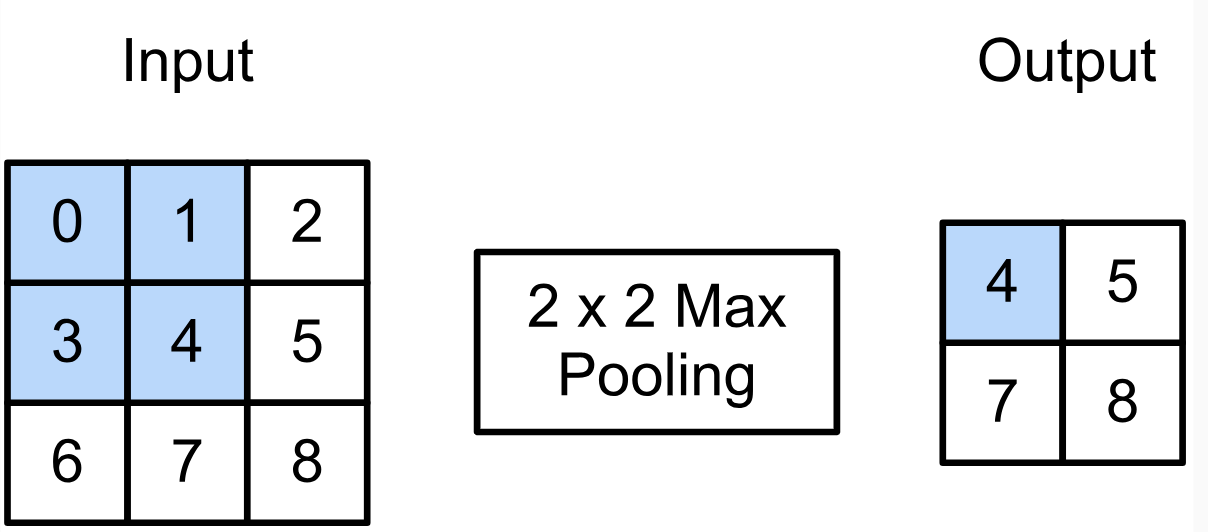 Input
Output
0 1 2
3 4 5
6 7 8
2 x 2 Max
Pooling
4 5
7 8